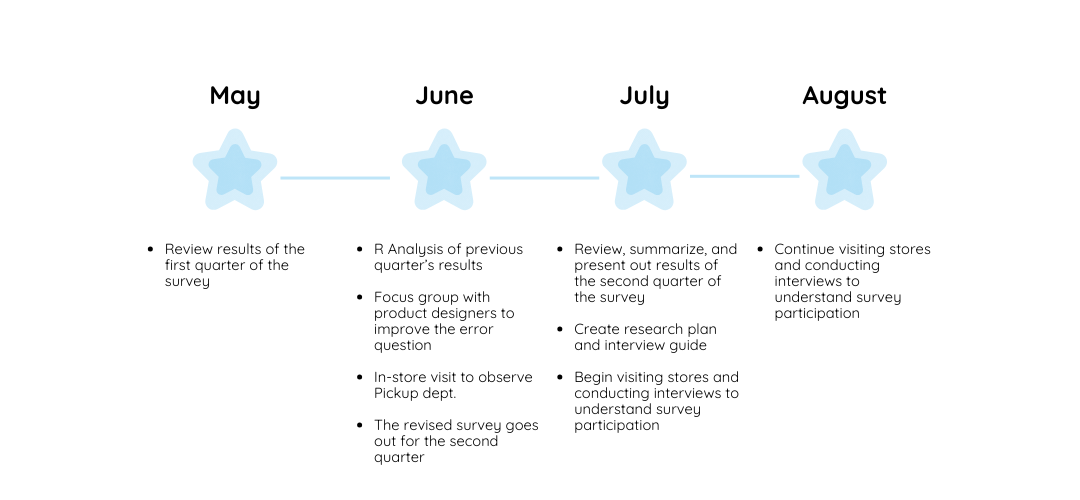 May
June
July
August
• Review results of the
first quarter of the
survey
• R Analysis of previous
quarter's results
• Focus group with
product designers to
improve the error
question
• In-store visit to observe
Pickup dept.
• The revised survey goes
out for the second
quarter
• Review, summarize, and
present out results of
the second quarter of
the survey
• Create research plan
and interview guide
• Begin visiting stores and
conducting interviews to
understand survey
participation
• Continue visiting stores
and conducting
interviews to
understand survey
participation